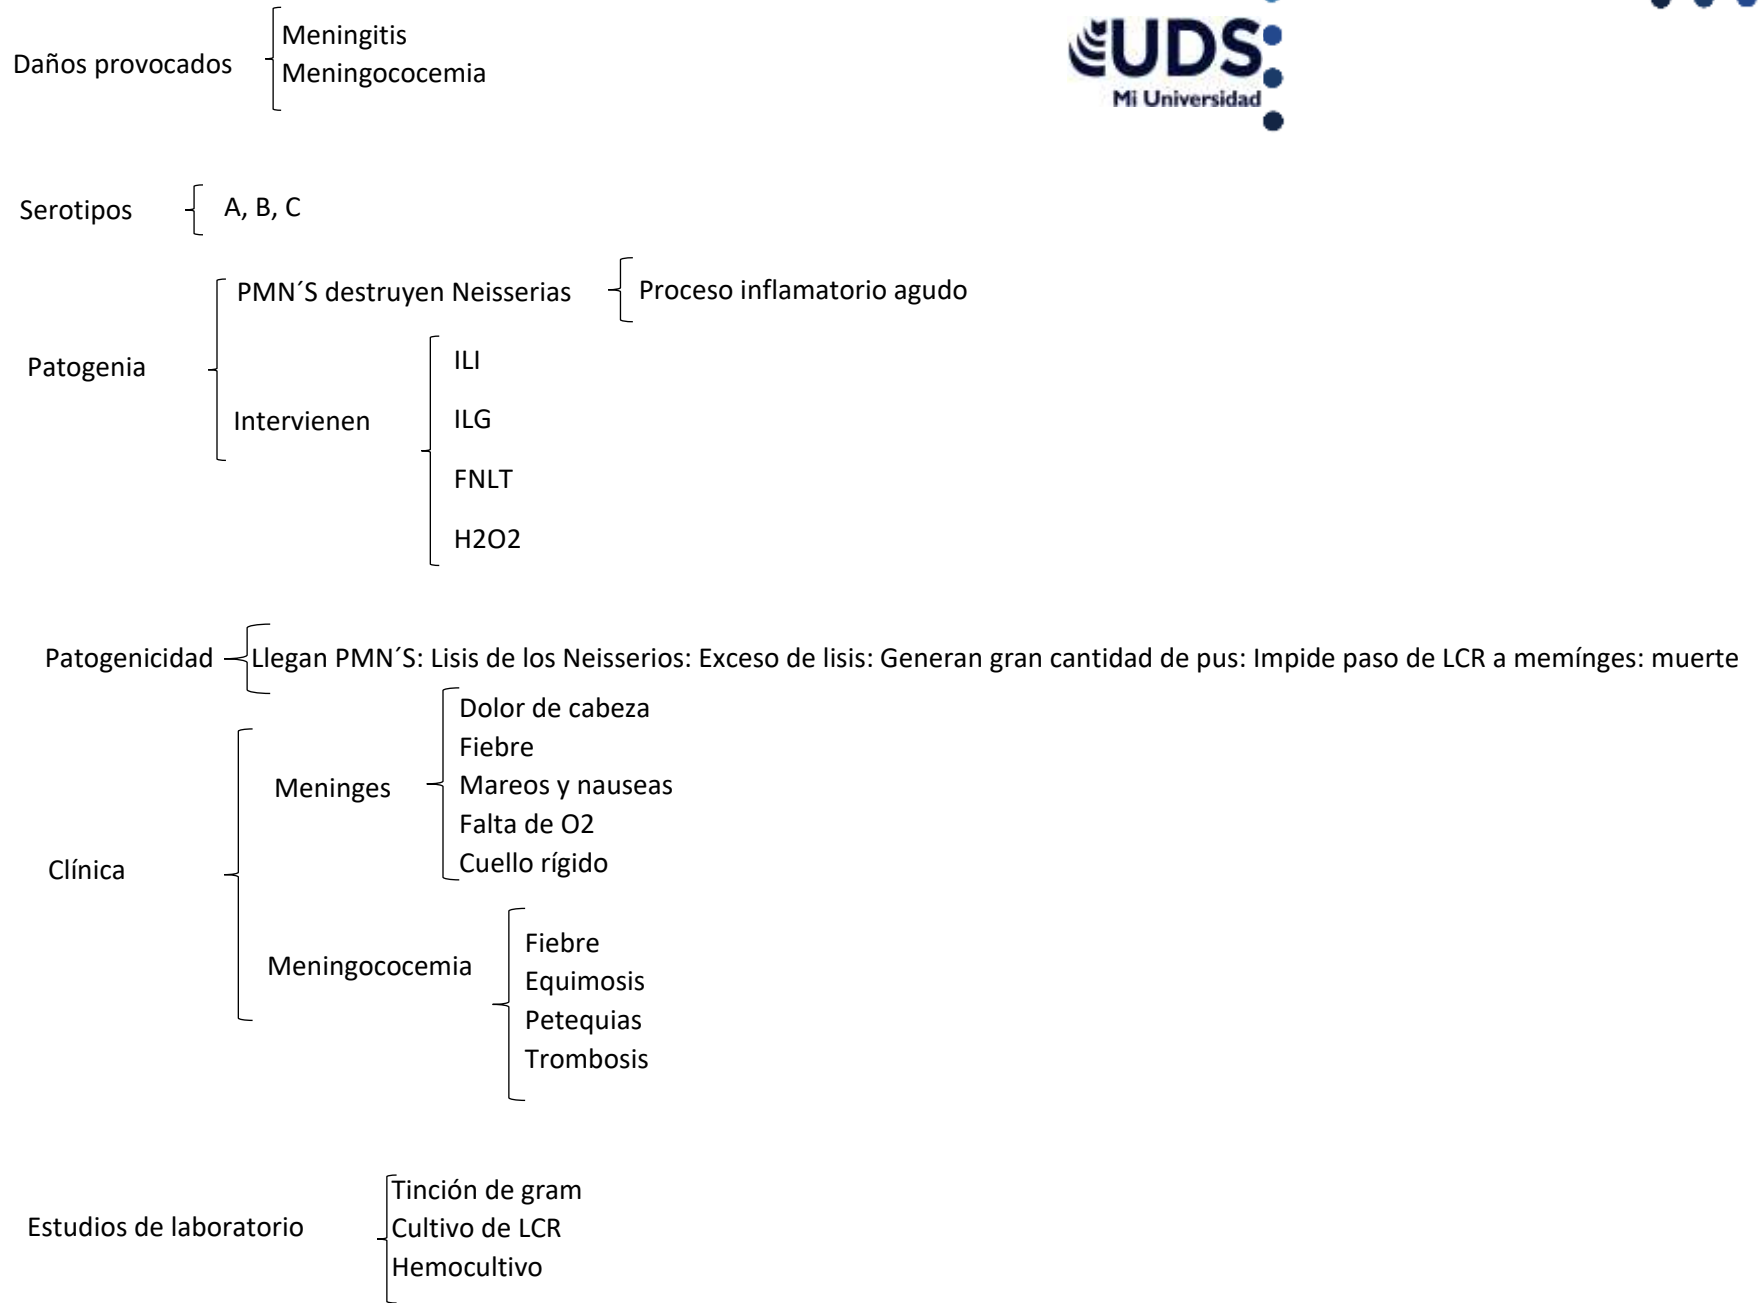 Daños provocados
Meningitis
Meningococemia
UDS
Mi Universidad
Serotipos
A, B, C
Patogenia
PMN´S destruyen Neisserias
Proceso inflamatorio agudo
Intervienen
ILI
ILG
FNLT
H2O2
Patogenicidad
Llegan PMN´S: Lisis de los Neisserios: Exceso de lisis: Generan gran cantidad de pus: Impide paso de LCR a memínges: muerte
Clínica
Meninges
Dolor de cabeza
Fiebre
Mareos y nauseas
Falta de O2
Cuello rígido
Meningococemia
Fiebre
Equimosis
Petequias
Trombosis
Estudios de laboratorio
Tinción de gram
Cultivo de LCR
Hemocultivo